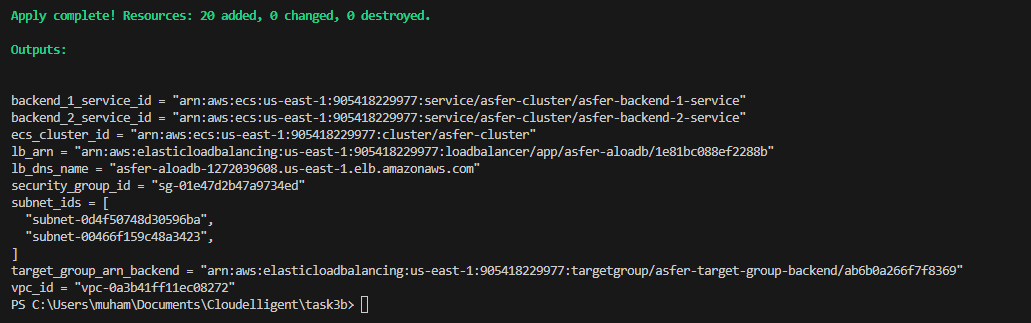 Apply complete! Resources: 20 added, 0 changed, 0 destroyed.
Outputs:
backend_1_service_id = "arn:aws:ecs:us-east-1:905418229977:service/asfer-cluster/asfer-backend-1-service"
backend_2_service_id = "arn:aws:ecs:us-east-1:905418229977:service/asfer-cluster/asfer-backend-2-service"
ecs_cluster_id = "arn:aws:ecs:us-east-1:905418229977:cluster/asfer-cluster"
lb_arn = "arn:aws:elasticloadbalancing:us-east-1:905418229977:loadbalancer/app/asfer-aloadb/1e81bc088ef2288b"
lb_dns_name = "asfer-aloadb-1272039608.us-east-1.elb.amazonaws.com"
security_group_id = "sg-01e47d2b47a9734ed"
subnet_ids = [
  "subnet-0d4f50748d30596ba",
  "subnet-00466f159c48a3423",
]
target_group_arn_backend = "arn:aws:elasticloadbalancing:us-east-1:905418229977:targetgroup/asfer-target-group-backend/ab6b0a266f7f8369"
vpc_id = "vpc-0a3b41ff11ec08272"
PS C:\Users\muham\Documents\Cloudelligent\task3b>